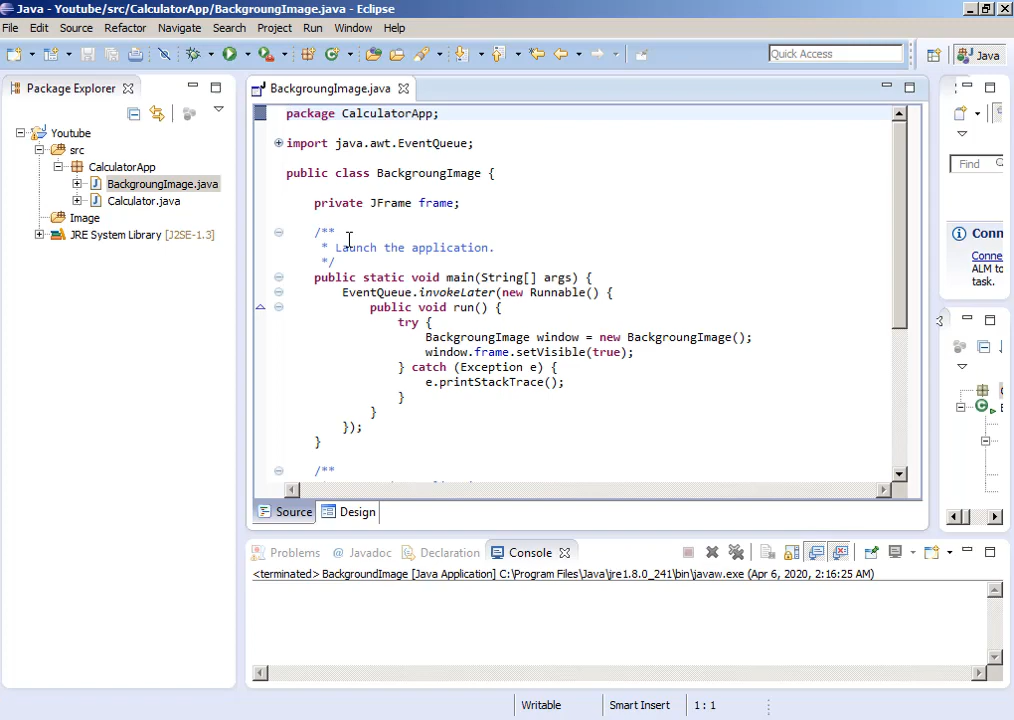 Java - Youtube/src/CalculatorApp/BackgroungImage.java - Eclipse
File Edit Source Refactor Navigate Search Project Run Window Help
Quick Access
Java
Package Explorer
BackgroungImage.java
Youtube
src
CalculatorApp
BackgroungImage.java
Calculator.java
Image
JRE System Library [J2SE-1.3]
package CalculatorApp;
import java.awt.EventQueue;
public class BackgroungImage {
private JFrame frame;
/**
* Launch the application.
*/
public static void main(String[] args) {
EventQueue.invokeLater(new Runnable() {
public void run() {
try {
BackgroungImage window = new BackgroungImage();
window.frame.setVisible(true);
} catch (Exception e) {
e.printStackTrace();
}
}
});
}
/**
Source Design
Find
Conn
Conne
ALM to
task.
Problems @ Javadoc Declaration Console
<terminated> BackgroundImage [Java Application] C:\Program Files\Java\jre1.8.0_241\bin\javaw.exe (Apr 6, 2020, 2:16:25 AM)
Writable Smart Insert 1 : 1